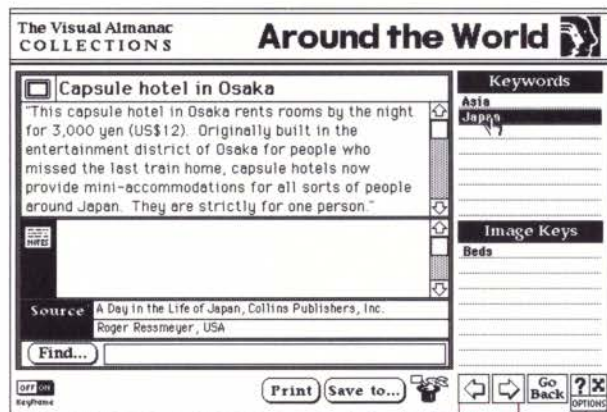 The Visual Almanac
COLLECTIONS
Around the World
Capsule hotel in Osaka
"This capsule hotel in Osaka rents rooms by the night
for 3,000 yen (US$12). Originally built in the
entertainment district of Osaka for people who
missed the last train home, capsule hotels now
provide mini-accommodations for all sorts of people
around Japan. They are strictly for one person."
NOTES
Source
A Day in the Life of Japan, Collins Publishers, Inc.
Roger Ressmeyer, USA
Find...
Keywords
Asia
Japan
Image Keys
Beds
OFF ON
Keyframe
Print
Save to...
Go
Back
? X
OPTIONS